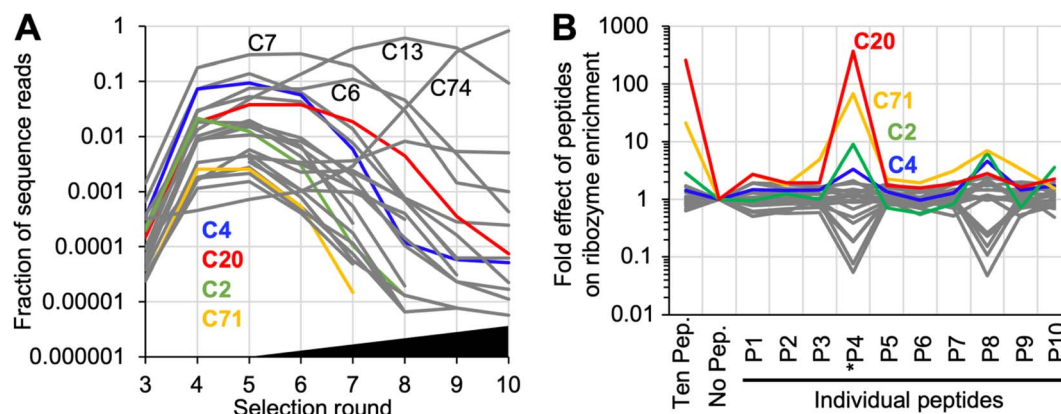 A
Fraction of sequence reads
1
0.1
0.01
0.001
0.0001
0.00001
0.000001
C7
C13
C6
C74
C4
C20
C2
C71
3 4 5 6 7 8 9 10
Selection round
B
Fold effect of peptides
on ribozyme enrichment
1000
100
10
1
0.1
0.01
C20
C71
C2
C4
Ten Pep.
No Pep.
P1
P2
P3
*P4
P5
P6
P7
P8
P9
P10
Individual peptides